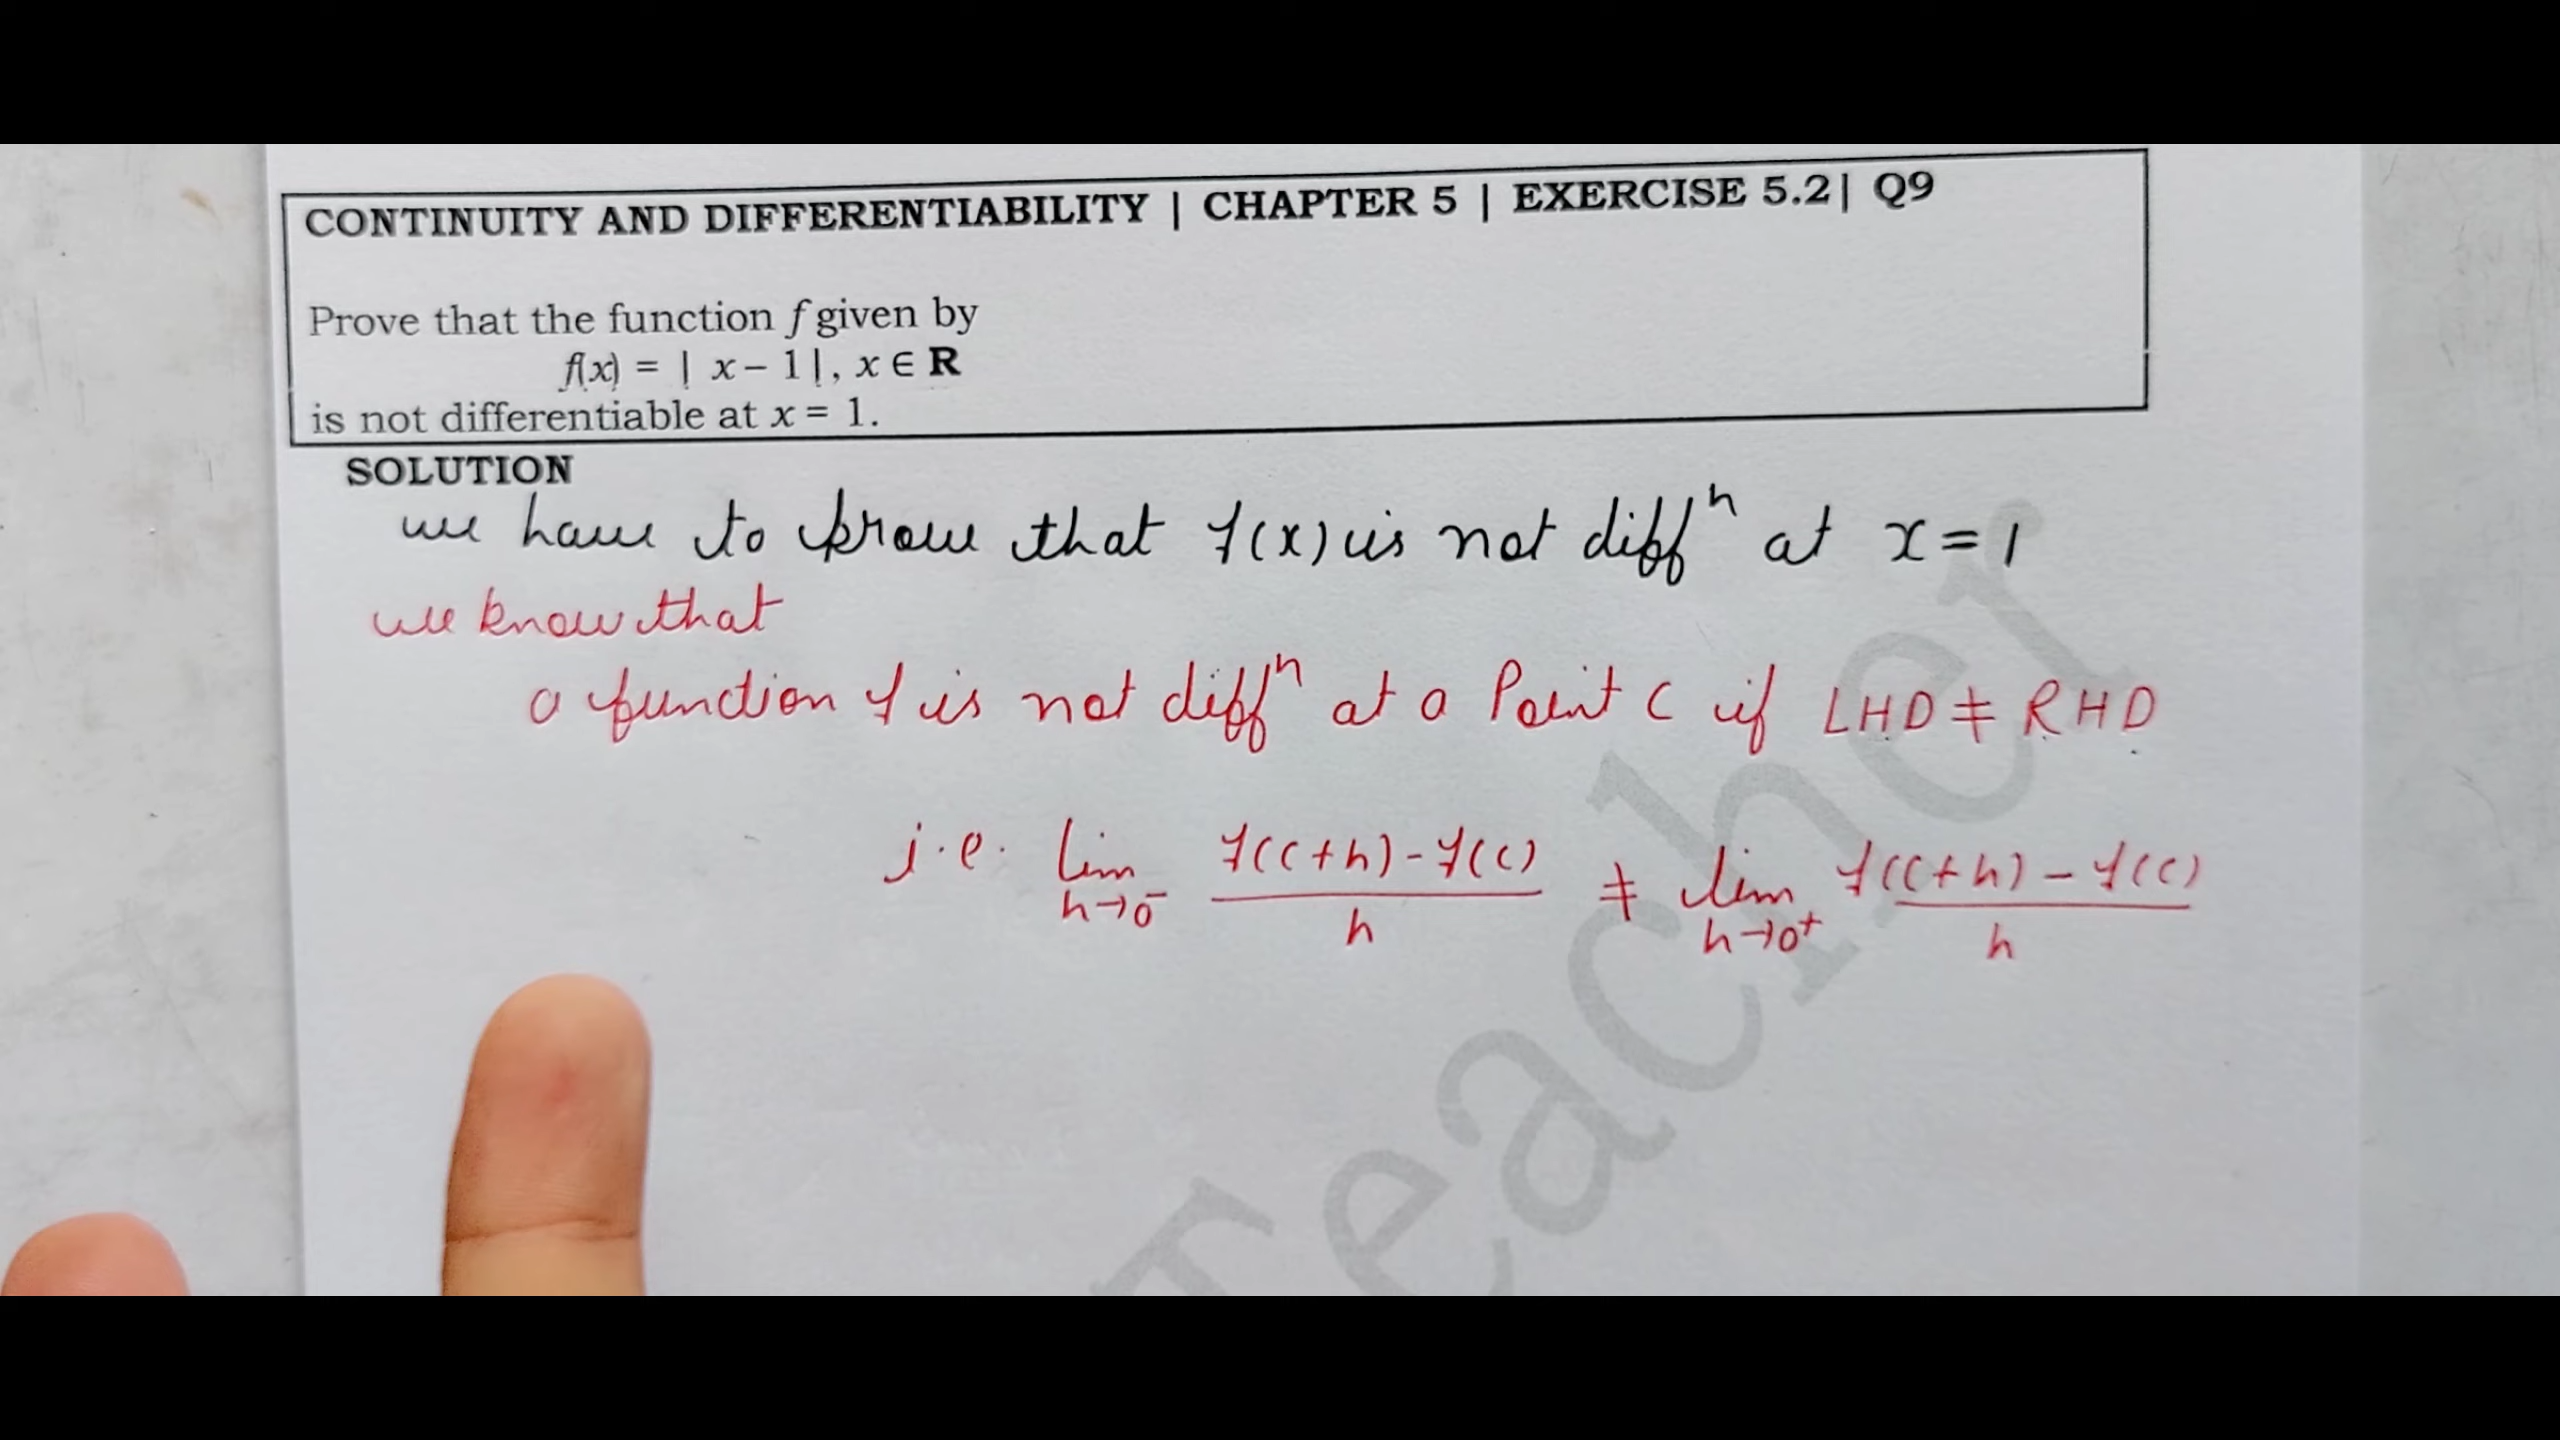 CONTINUITY AND DIFFERENTIABILITY | CHAPTER 5 | EXERCISE 5.2| Q9
Prove that the function f given by
f(x) = | x – 1|, x ∈ R
is not differentiable at x = 1.
SOLUTION
we have to prove that f(x) is not diffⁿ at x = 1
we know that
a function f is not diffⁿ at a Point C if LHD ≠ RHD
i.e. lim h→0⁻ f(c+h) - f(c) / h ≠ lim h→0⁺ f(c+h) - f(c) / h
Teacher